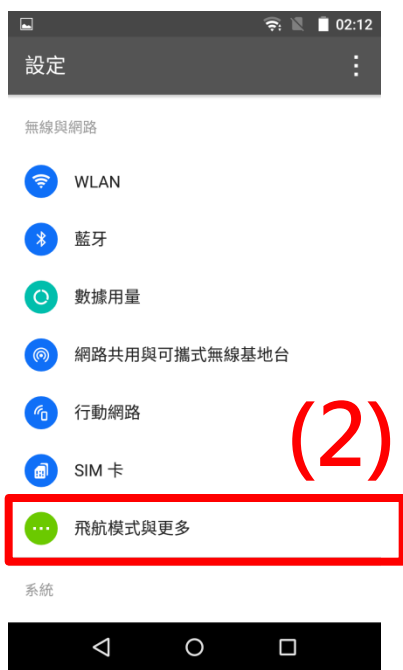 02:12
設定
無線與網路
WLAN
藍牙
數據用量
網路共用與可攜式無線基地台
行動網路
(2)
SIM 卡
飛航模式與更多
系統